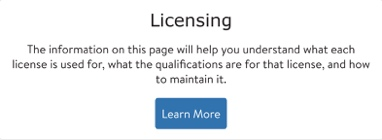 Licensing
The information on this page will help you understand what each
license is used for, what the qualifications are for that license, and how
to maintain it.
Learn More